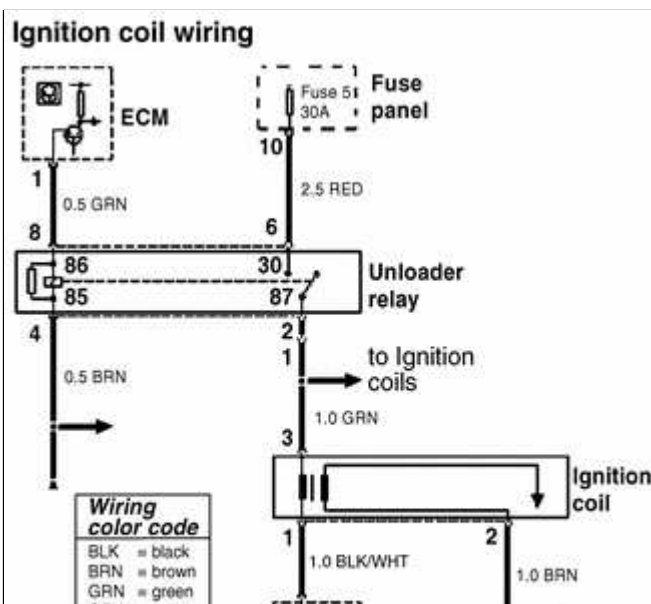 Ignition coil wiring
ECM
Fuse 51
30A
Fuse
panel
1
10
0.5 GRN
2.5 RED
8
6
86
30
Unloader
relay
85
87
4
2
1
to Ignition
coils
0.5 BRN
1.0 GRN
3
Ignition
coil
Wiring
color code
BLK = black
BRN = brown
GRN = green
1
2
1.0 BLK/WHT
1.0 BRN